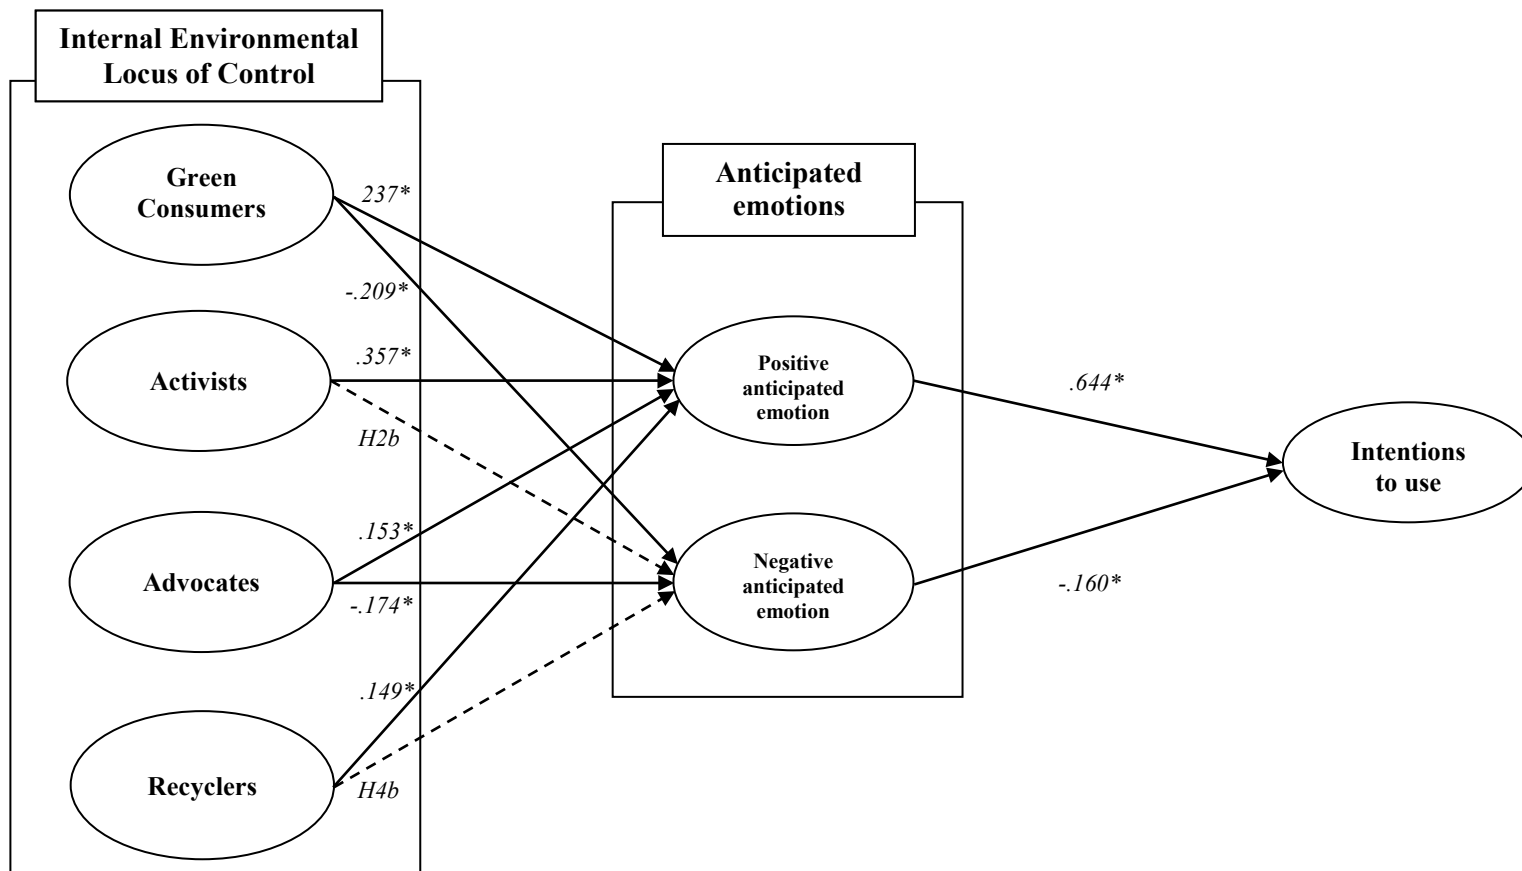 Internal Environmental
Locus of Control
Green
Consumers
237*
-.209*
Activists
.357*
H2b
Advocates
.153*
-.174*
Recyclers
.149*
H4b
Anticipated
emotions
Positive
anticipated
emotion
Negative
anticipated
emotion
.644*
-.160*
Intentions
to use